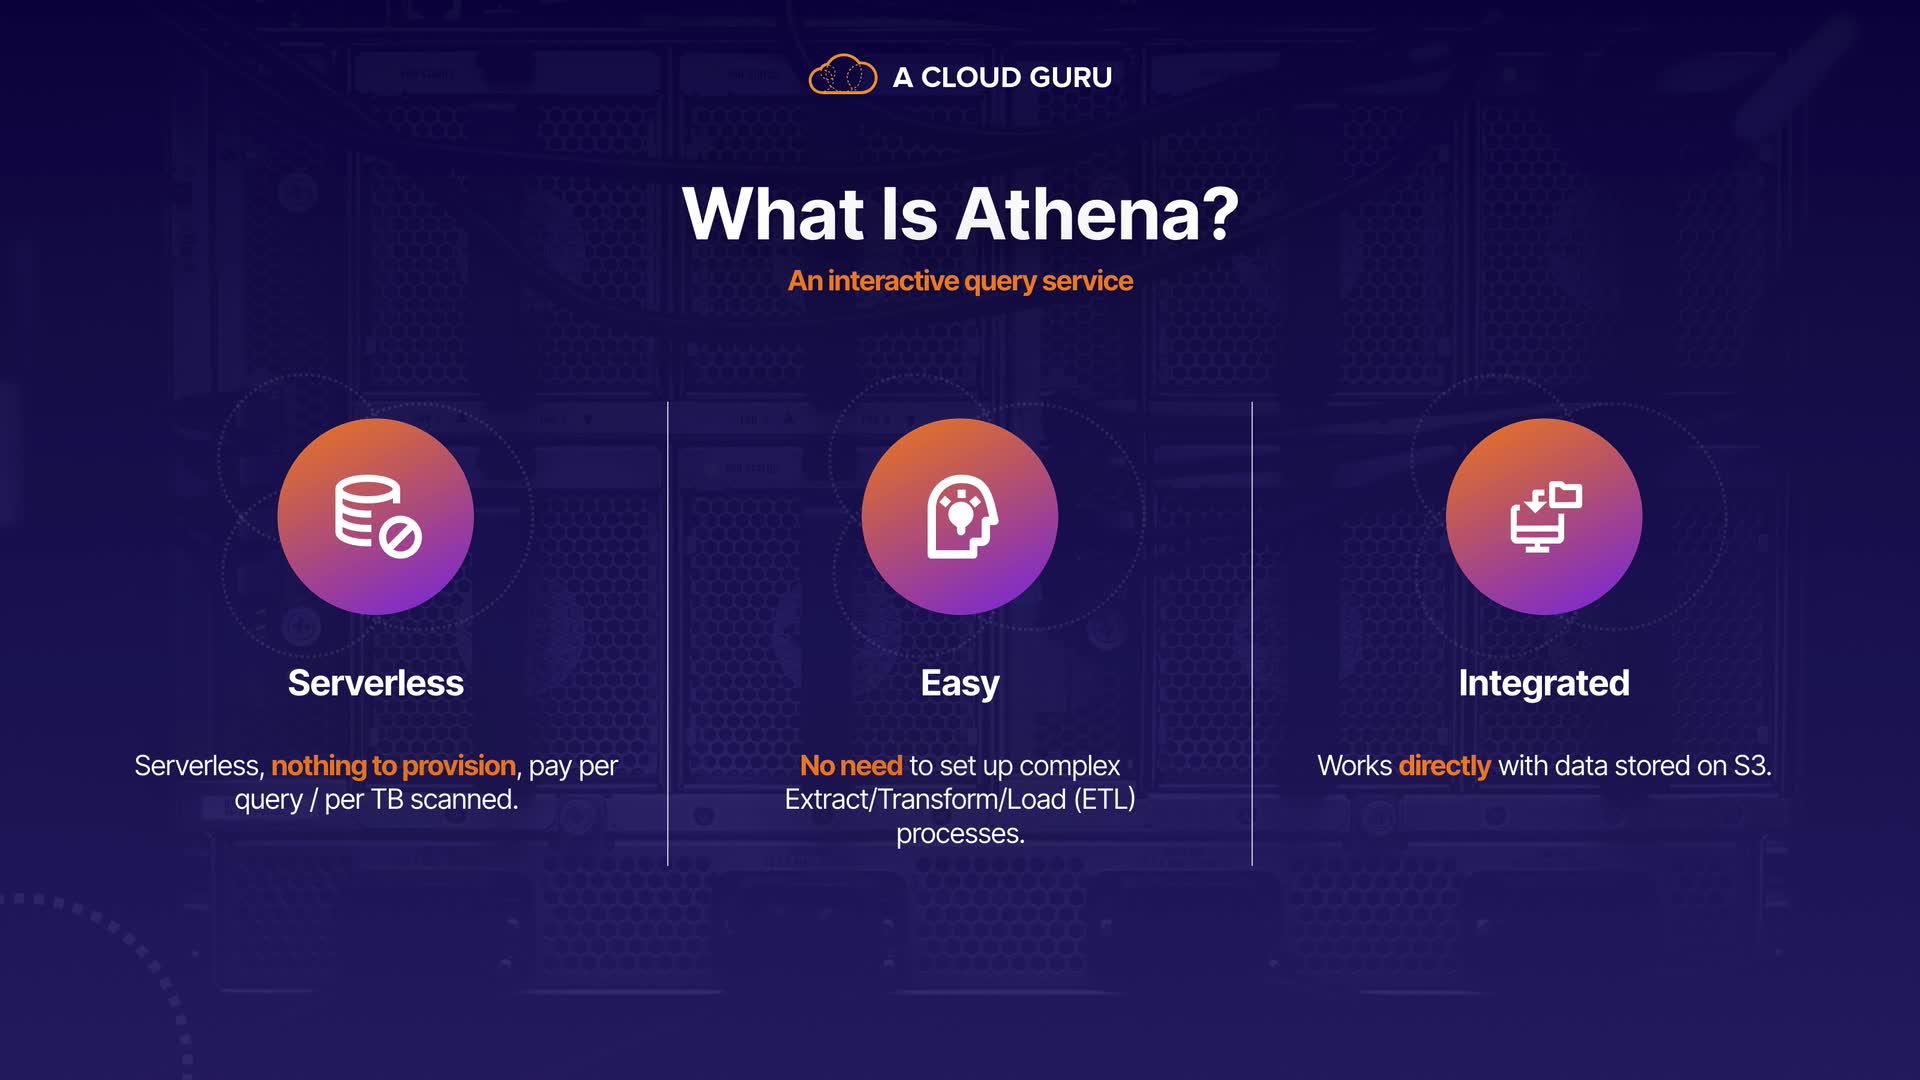 A CLOUD GURU
What Is Athena?
An interactive query service
Serverless
Serverless, nothing to provision, pay per
query / per TB scanned.
Easy
No need to set up complex
Extract/Transform/Load (ETL)
processes.
Integrated
Works directly with data stored on S3.